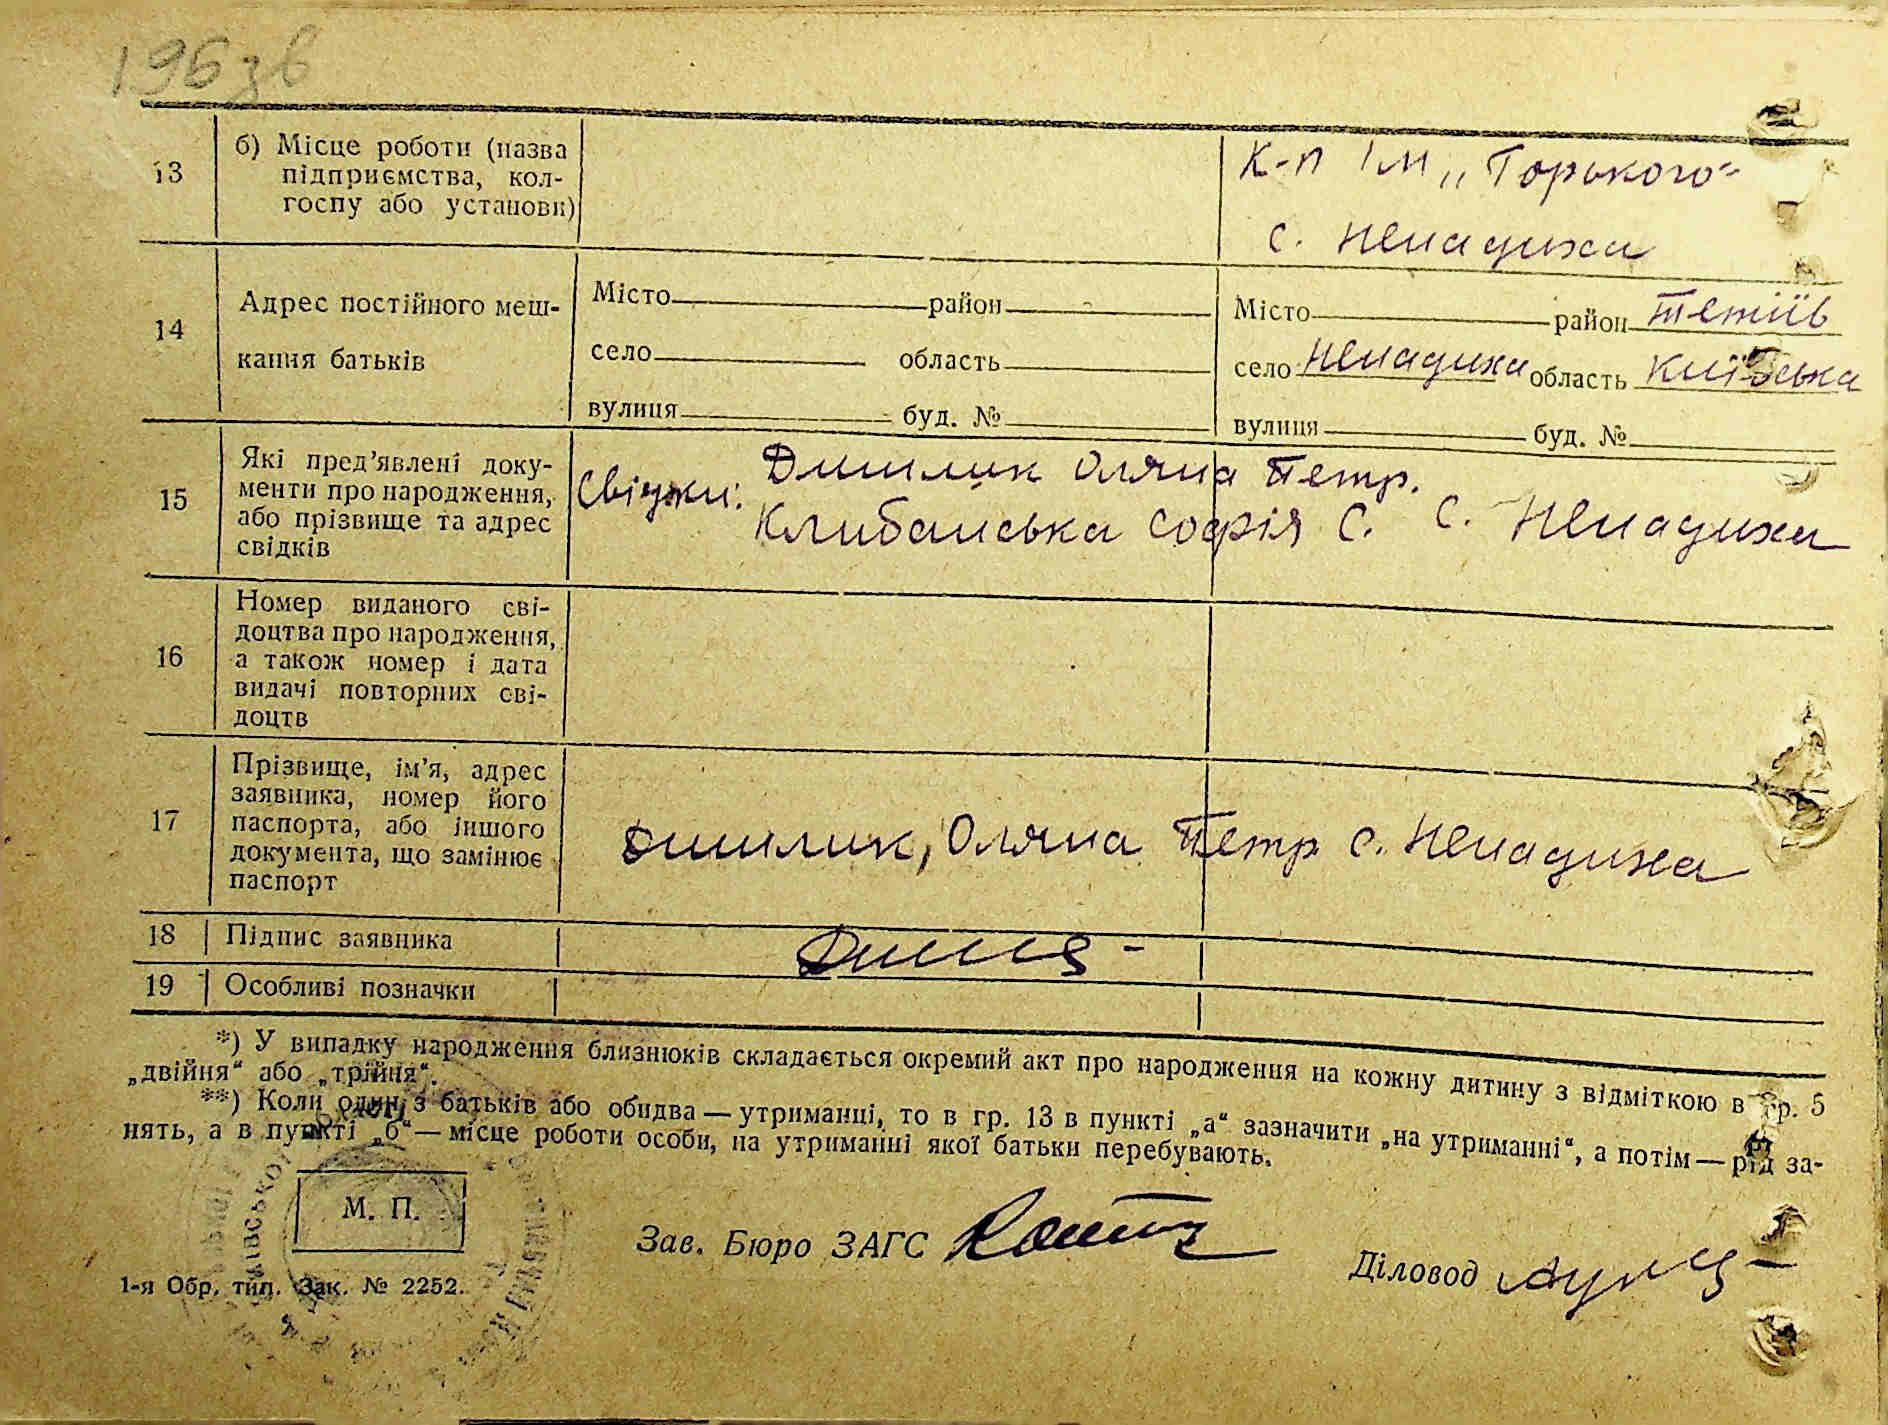 195 зв
13
б) Місце роботи (назва
підприємства, кол-
госпу або установи)
К-п ім „Горького"
с. Ненадиха
14
Адрес постійного меш-
кання батьків
Місто район
село область
вулиця буд. №
Місто район Тетіїв
село Ненадиха область Київська
вулиця буд. №
15
Які пред'явлені доку-
менти про народження,
або прізвище та адрес
свідків
Свідки: Дишлик Оляна Петр.
Клибанська Софія С. с. Ненадиха
16
Номер виданого сві-
доцтва про народження,
а також номер і дата
видачі повторних сві-
доцтв
17
Прізвище, ім'я, адрес
заявника, номер його
паспорта, або іншого
документа, що замінює
паспорт
Дишлик, Оляна Петр с. Ненадиха
18 Підпис заявника
19 Особливі позначки
*) У випадку народження близнюків складається окремий акт про народження на кожну дитину з відміткою в гр. 5
„двійня“ або „трійня“.
**) Коли один з батьків або обидва — утриманці, то в гр. 13 в пункті „а“ зазначити „на утриманні“, а потім — рід за-
нять, а в пункті „б“ — місце роботи особи, на утриманні якої батьки перебувають.
М. П.
Зав. Бюро ЗАГС
Діловод
1-я Обр. тип. Зак. № 2252.